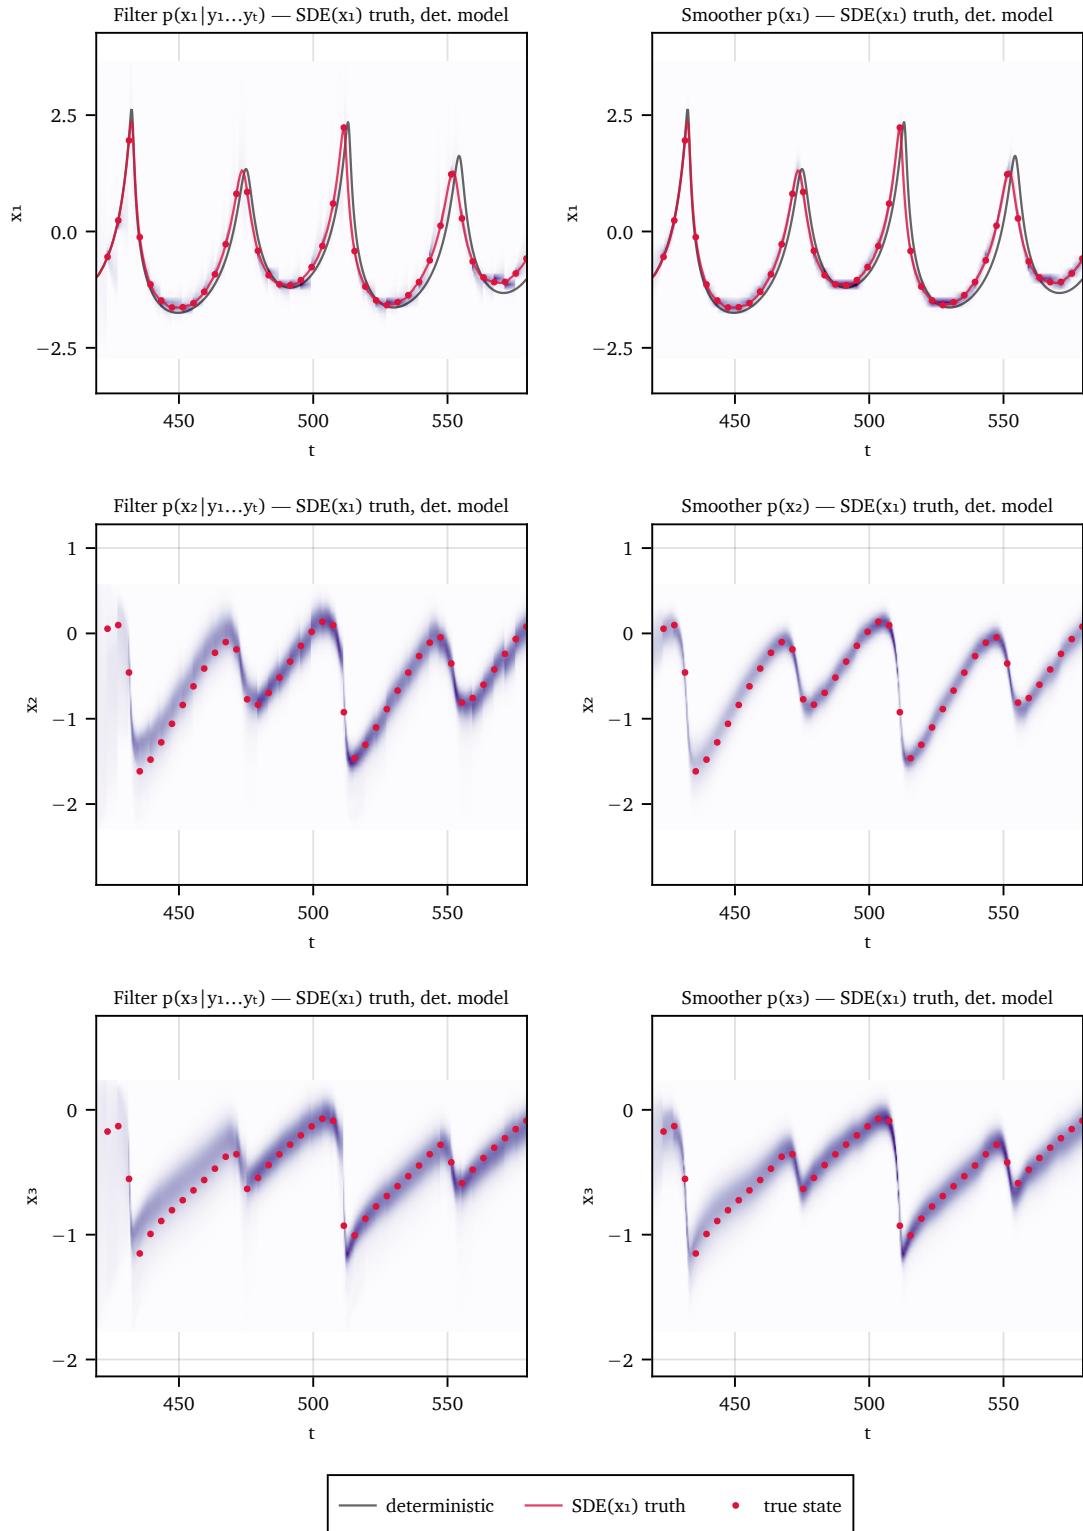 Filter p(x₁|y₁…yₜ) — SDE(x₁) truth, det. model
Smoother p(x₁) — SDE(x₁) truth, det. model
x₁
2.5
0.0
−2.5
450
500
550
t
x₁
2.5
0.0
−2.5
450
500
550
t
Filter p(x₂|y₁…yₜ) — SDE(x₁) truth, det. model
Smoother p(x₂) — SDE(x₁) truth, det. model
x₂
1
0
−1
−2
450
500
550
t
x₂
1
0
−1
−2
450
500
550
t
Filter p(x₃|y₁…yₜ) — SDE(x₁) truth, det. model
Smoother p(x₃) — SDE(x₁) truth, det. model
x₃
0
−1
−2
450
500
550
t
x₃
0
−1
−2
450
500
550
t
deterministic
SDE(x₁) truth
true state